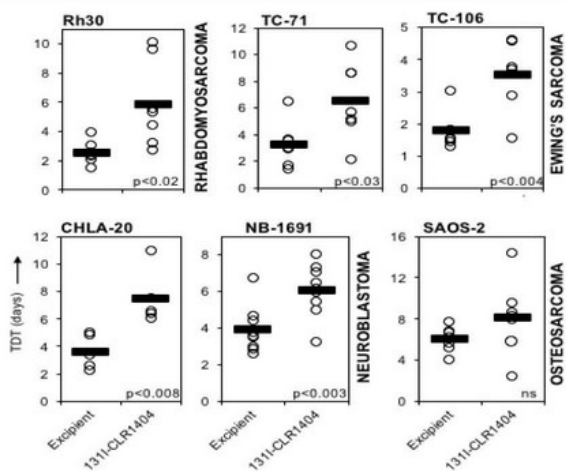 Rh30
10
8
6
4
2
0
p<0.02
RHABDOMYOSARCOMA
TC-71
12
10
8
6
4
2
0
p<0.03
TC-106
5
4
3
2
1
0
p<0.004
EWING'S SARCOMA
TDT (days)
CHLA-20
12
10
8
6
4
2
0
p<0.008
Excipient
131I-CLR1404
NB-1691
8
6
4
2
0
p<0.003
Excipient
131I-CLR1404
NEUROBLASTOMA
SAOS-2
16
12
8
4
0
ns
Excipient
131I-CLR1404
OSTEOSARCOMA